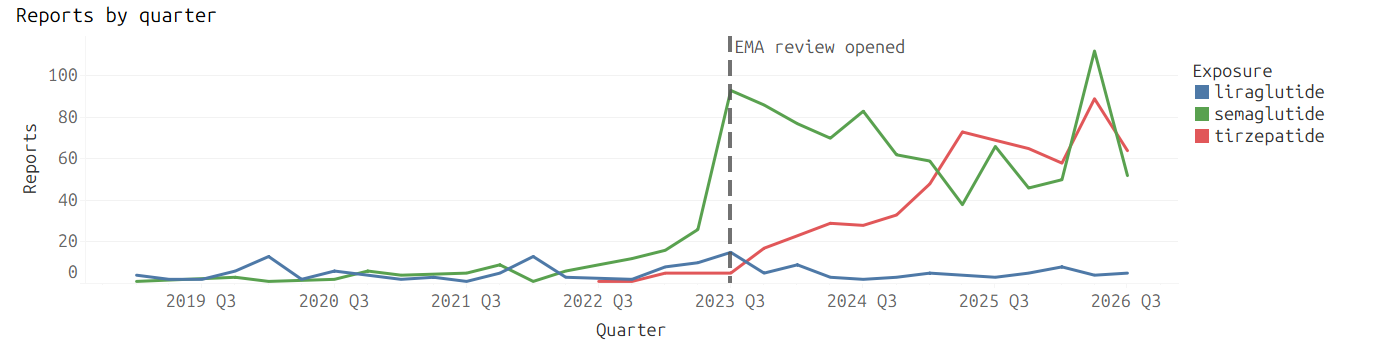 Reports by quarter
EMA review opened
Exposure
liraglutide
semaglutide
tirzepatide
Reports
100
80
60
40
20
0
2019 Q3
2020 Q3
2021 Q3
2022 Q3
2023 Q3
2024 Q3
2025 Q3
2026 Q3
Quarter